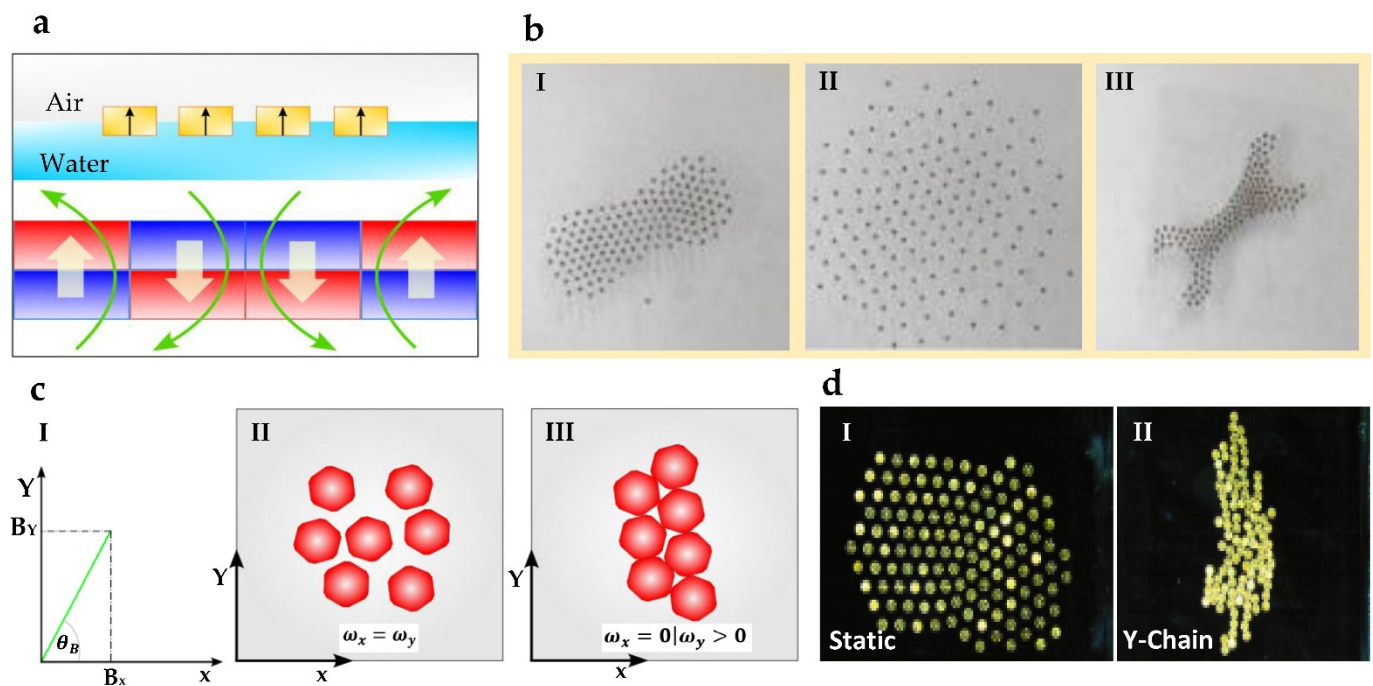 a
Air
Water
b
I
II
III
c
I
Y
B_Y
θ_B
B_x
x
II
Y
ω_x = ω_y
x
III
Y
ω_x = 0|ω_y > 0
x
d
I
Static
II
Y-Chain